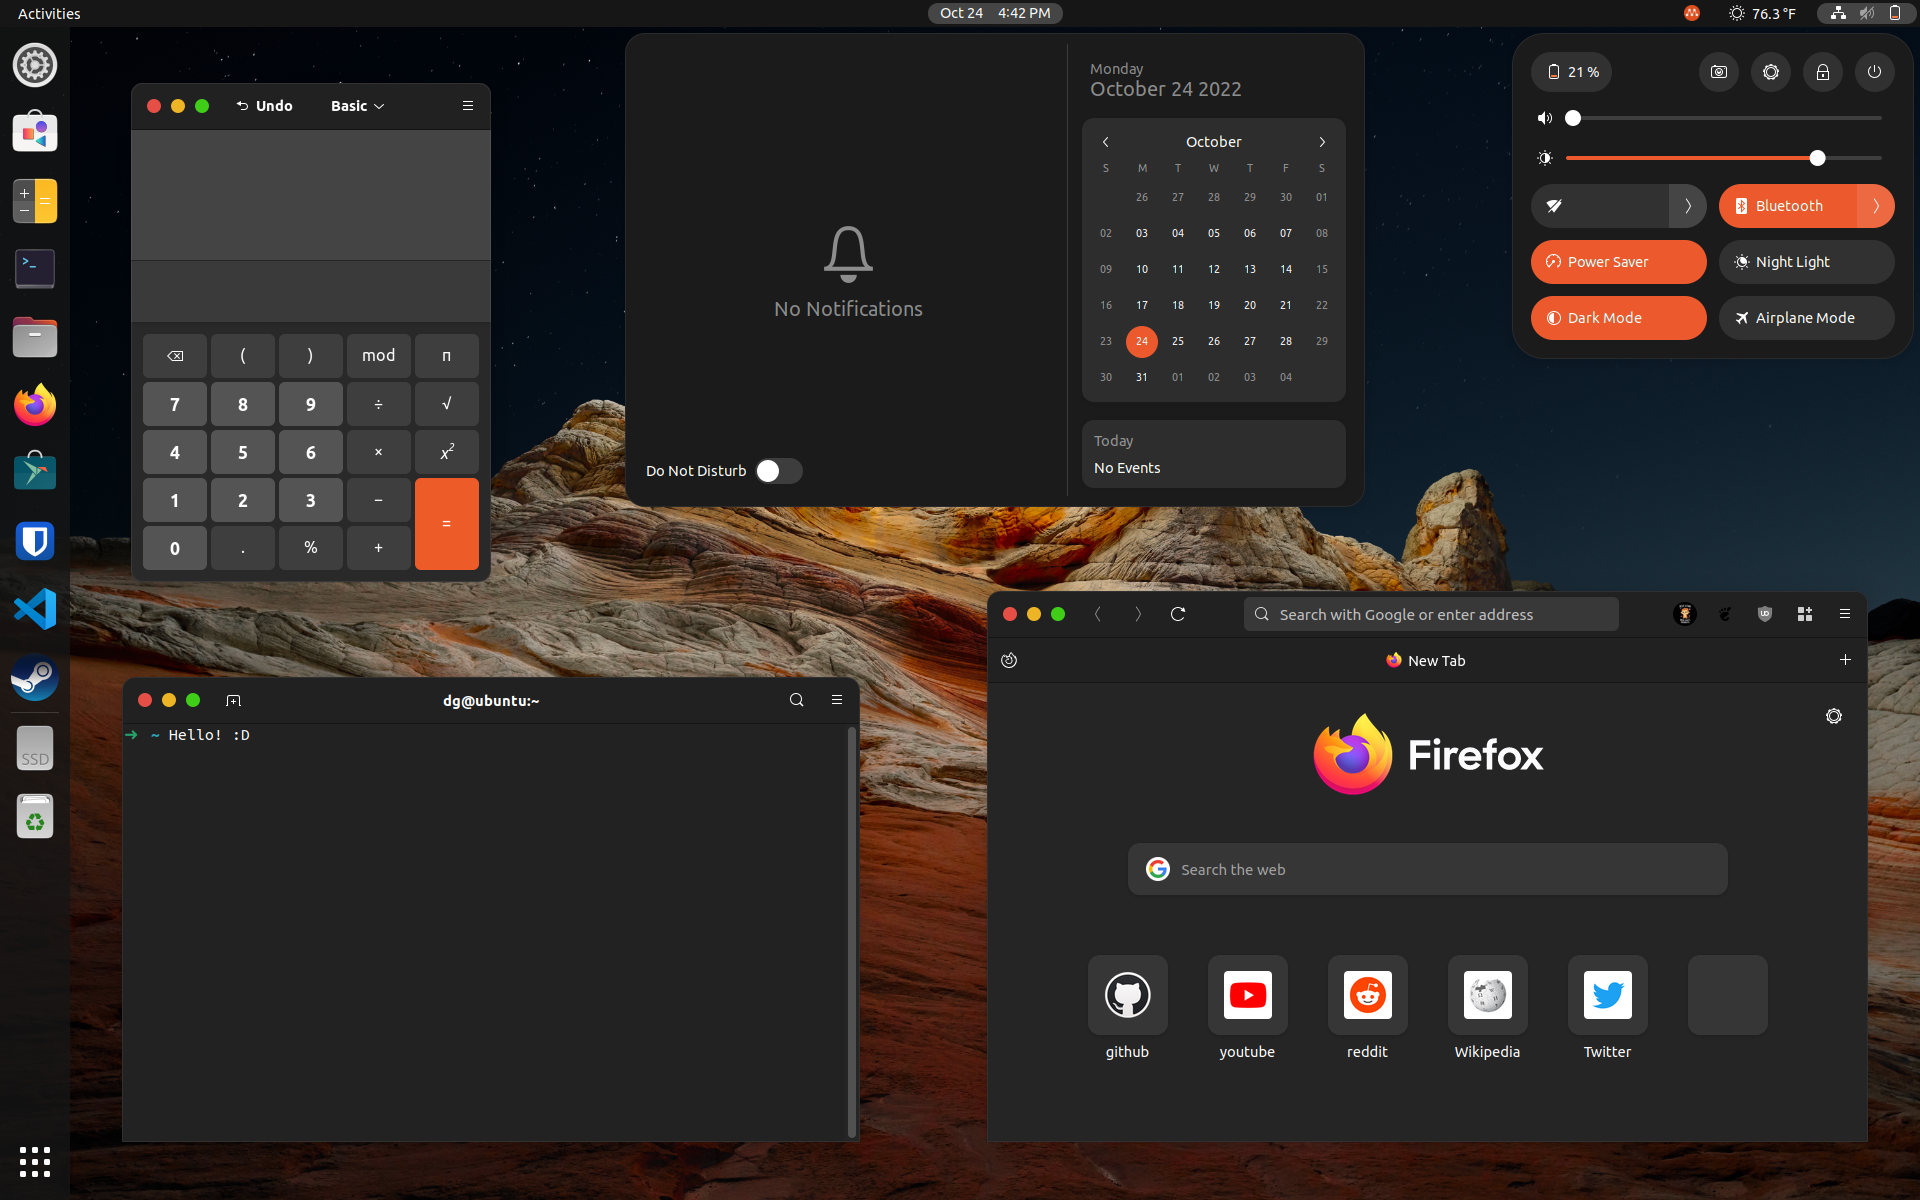 Activities
Oct 24 4:42 PM
76.3 °F
Undo
Basic
( ) mod π
7 8 9 ÷ √
4 5 6 × x²
1 2 3 −
0 . % + =
No Notifications
Do Not Disturb
Monday
October 24 2022
October
S M T W T F S
26 27 28 29 30 01
02 03 04 05 06 07 08
09 10 11 12 13 14 15
16 17 18 19 20 21 22
23 24 25 26 27 28 29
30 31 01 02 03 04
Today
No Events
21 %
Bluetooth
Power Saver
Night Light
Dark Mode
Airplane Mode
SSD
dg@ubuntu:~
➜ ~ Hello! :D
Search with Google or enter address
New Tab
Firefox
Search the web
github
youtube
reddit
Wikipedia
Twitter